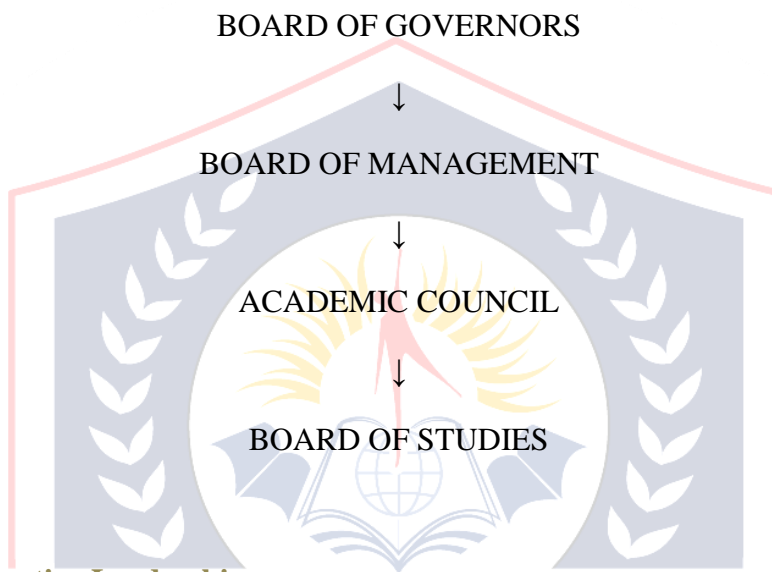 BOARD OF GOVERNORS
↓
BOARD OF MANAGEMENT
↓
ACADEMIC COUNCIL
↓
BOARD OF STUDIES